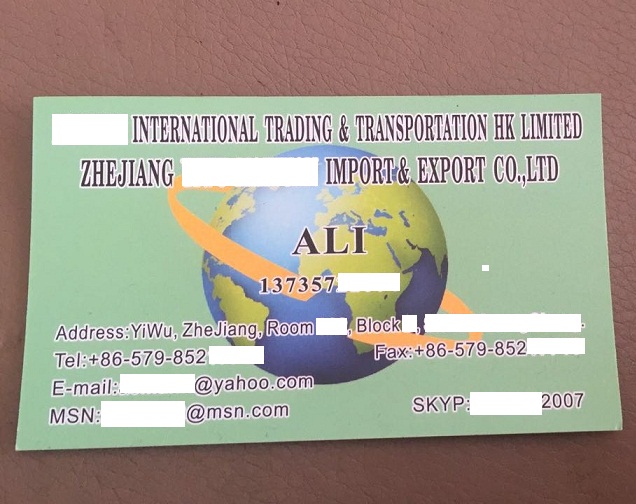 INTERNATIONAL TRADING & TRANSPORTATION HK LIMITED
ZHEJIANG IMPORT & EXPORT CO.,LTD
ALI
137357
Address:YiWu, ZheJiang, Room , Block ,
Tel:+86-579-852
Fax:+86-579-852
E-mail: @yahoo.com
MSN: @msn.com
SKYP: 2007